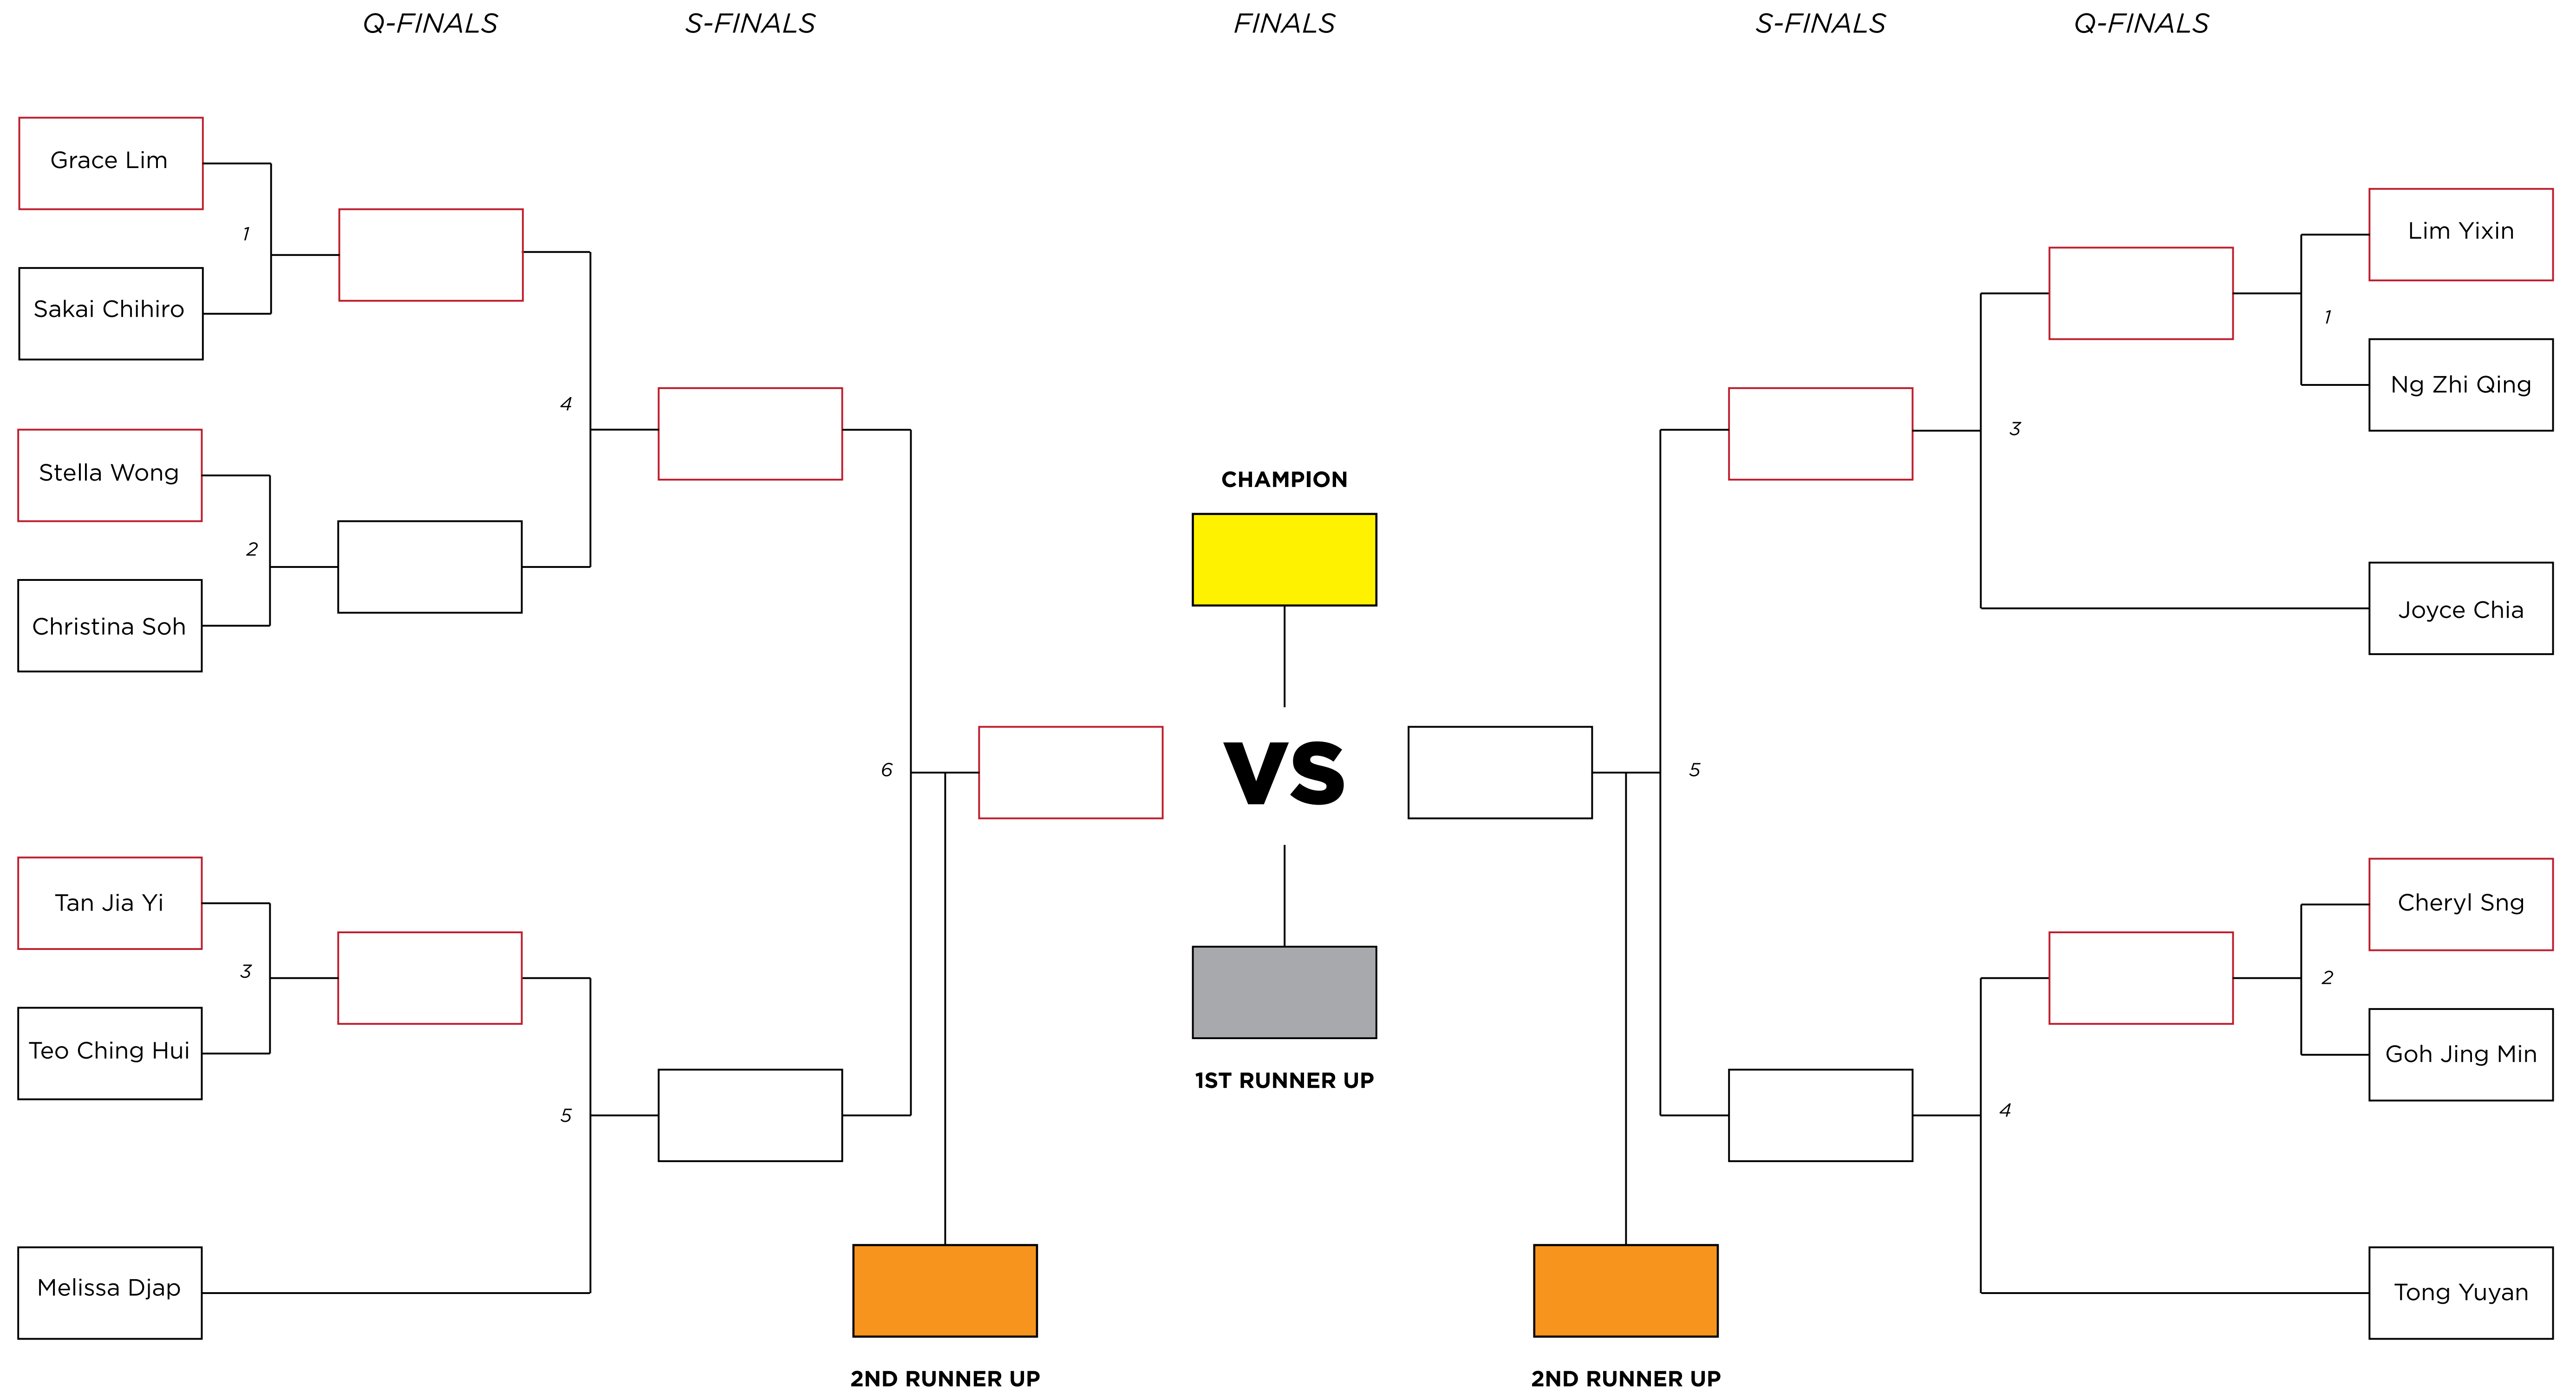 Q-FINALS
S-FINALS
FINALS
S-FINALS
Q-FINALS
Grace Lim
1
Sakai Chihiro
Stella Wong
2
Christina Soh
4
Tan Jia Yi
3
Teo Ching Hui
5
Melissa Djap
6
2ND RUNNER UP
CHAMPION
VS
1ST RUNNER UP
5
2ND RUNNER UP
3
4
Lim Yixin
1
Ng Zhi Qing
Joyce Chia
Cheryl Sng
2
Goh Jing Min
Tong Yuyan